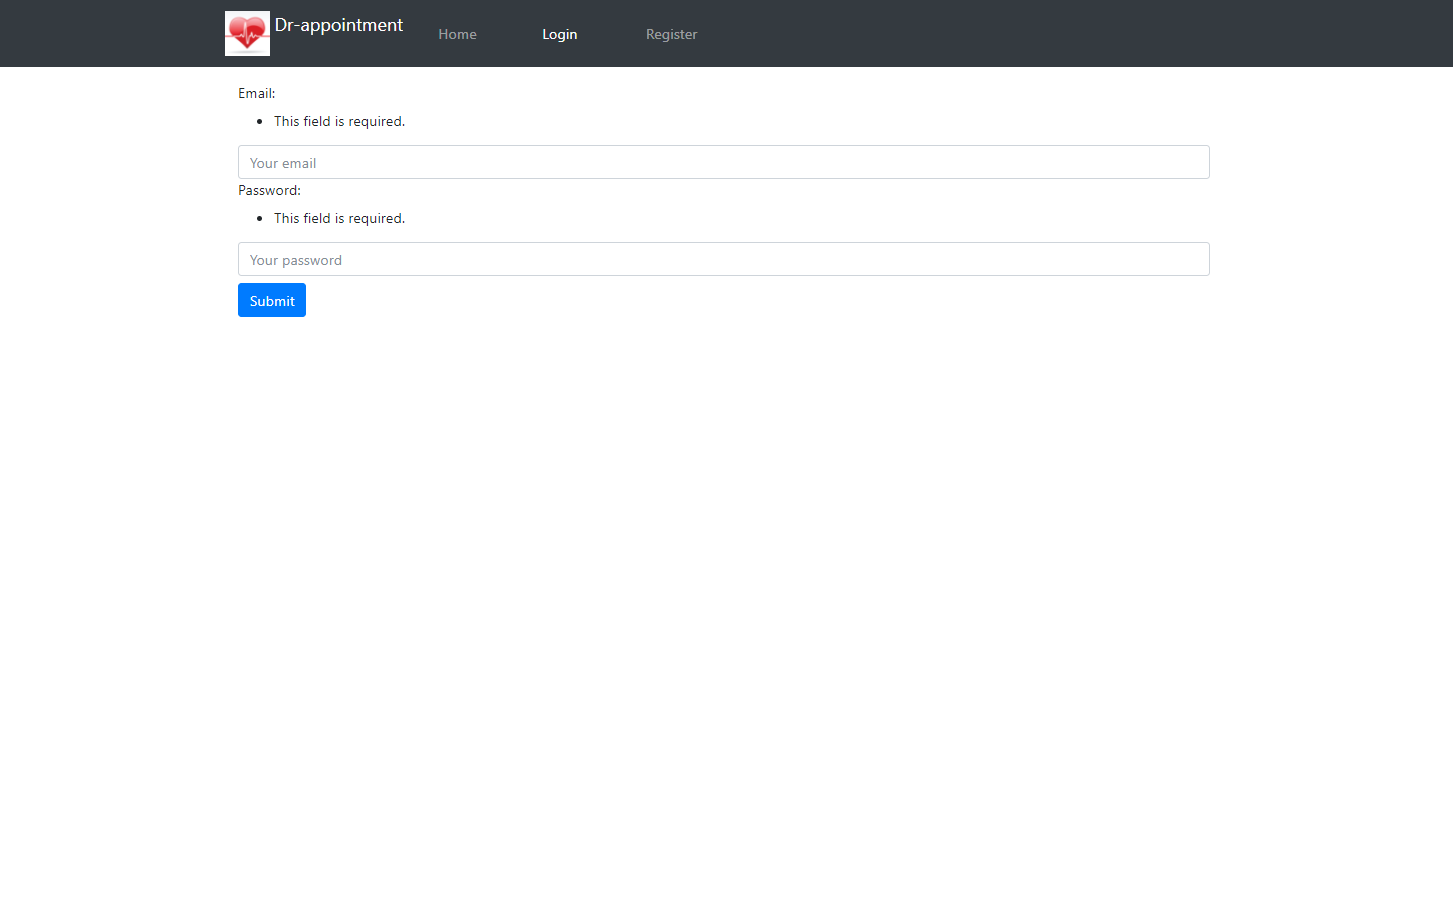 Dr-appointment
Home
Login
Register
Email:
This field is required.
Your email
Password:
This field is required.
Your password
Submit